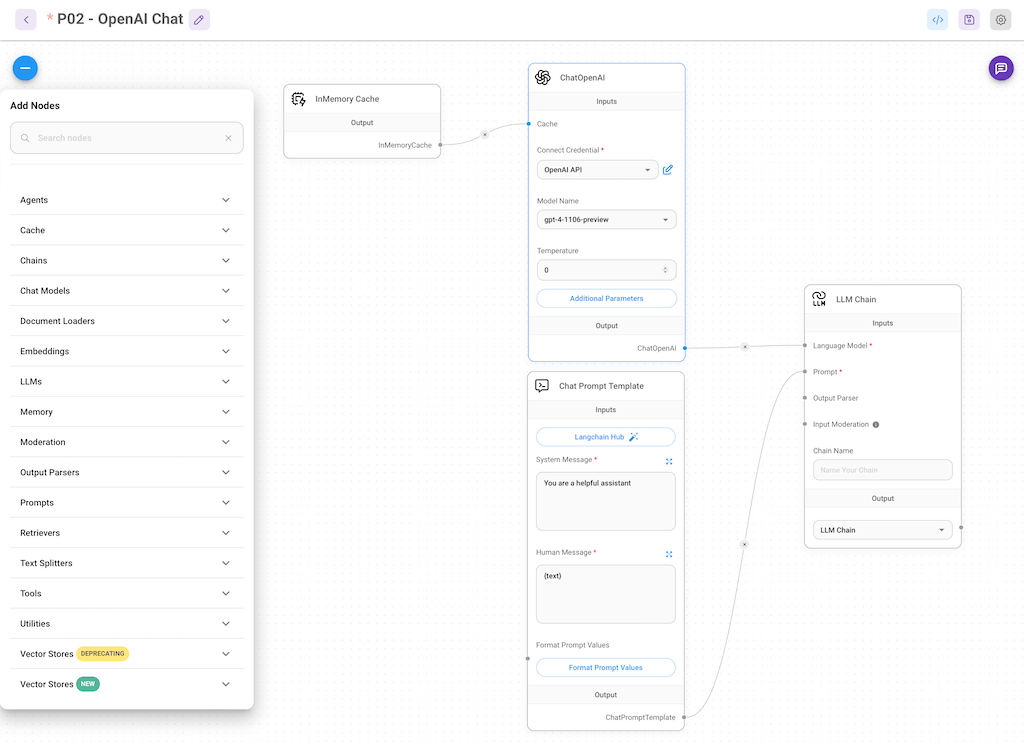 * P02 - OpenAI Chat
</>
Add Nodes
Search nodes
Agents
Cache
Chains
Chat Models
Document Loaders
Embeddings
LLMs
Memory
Moderation
Output Parsers
Prompts
Retrievers
Text Splitters
Tools
Utilities
Vector Stores DEPRECATING
Vector Stores NEW
InMemory Cache
Output
InMemoryCache
ChatOpenAI
Inputs
Cache
Connect Credential *
OpenAI API
Model Name
gpt-4-1106-preview
Temperature
0
Additional Parameters
Output
ChatOpenAI
Chat Prompt Template
Inputs
Langchain Hub
System Message *
You are a helpful assistant
Human Message *
{text}
Format Prompt Values
Format Prompt Values
Output
ChatPromptTemplate
LLM
LLM Chain
Inputs
Language Model *
Prompt *
Output Parser
Input Moderation
Chain Name
Name Your Chain
Output
LLM Chain